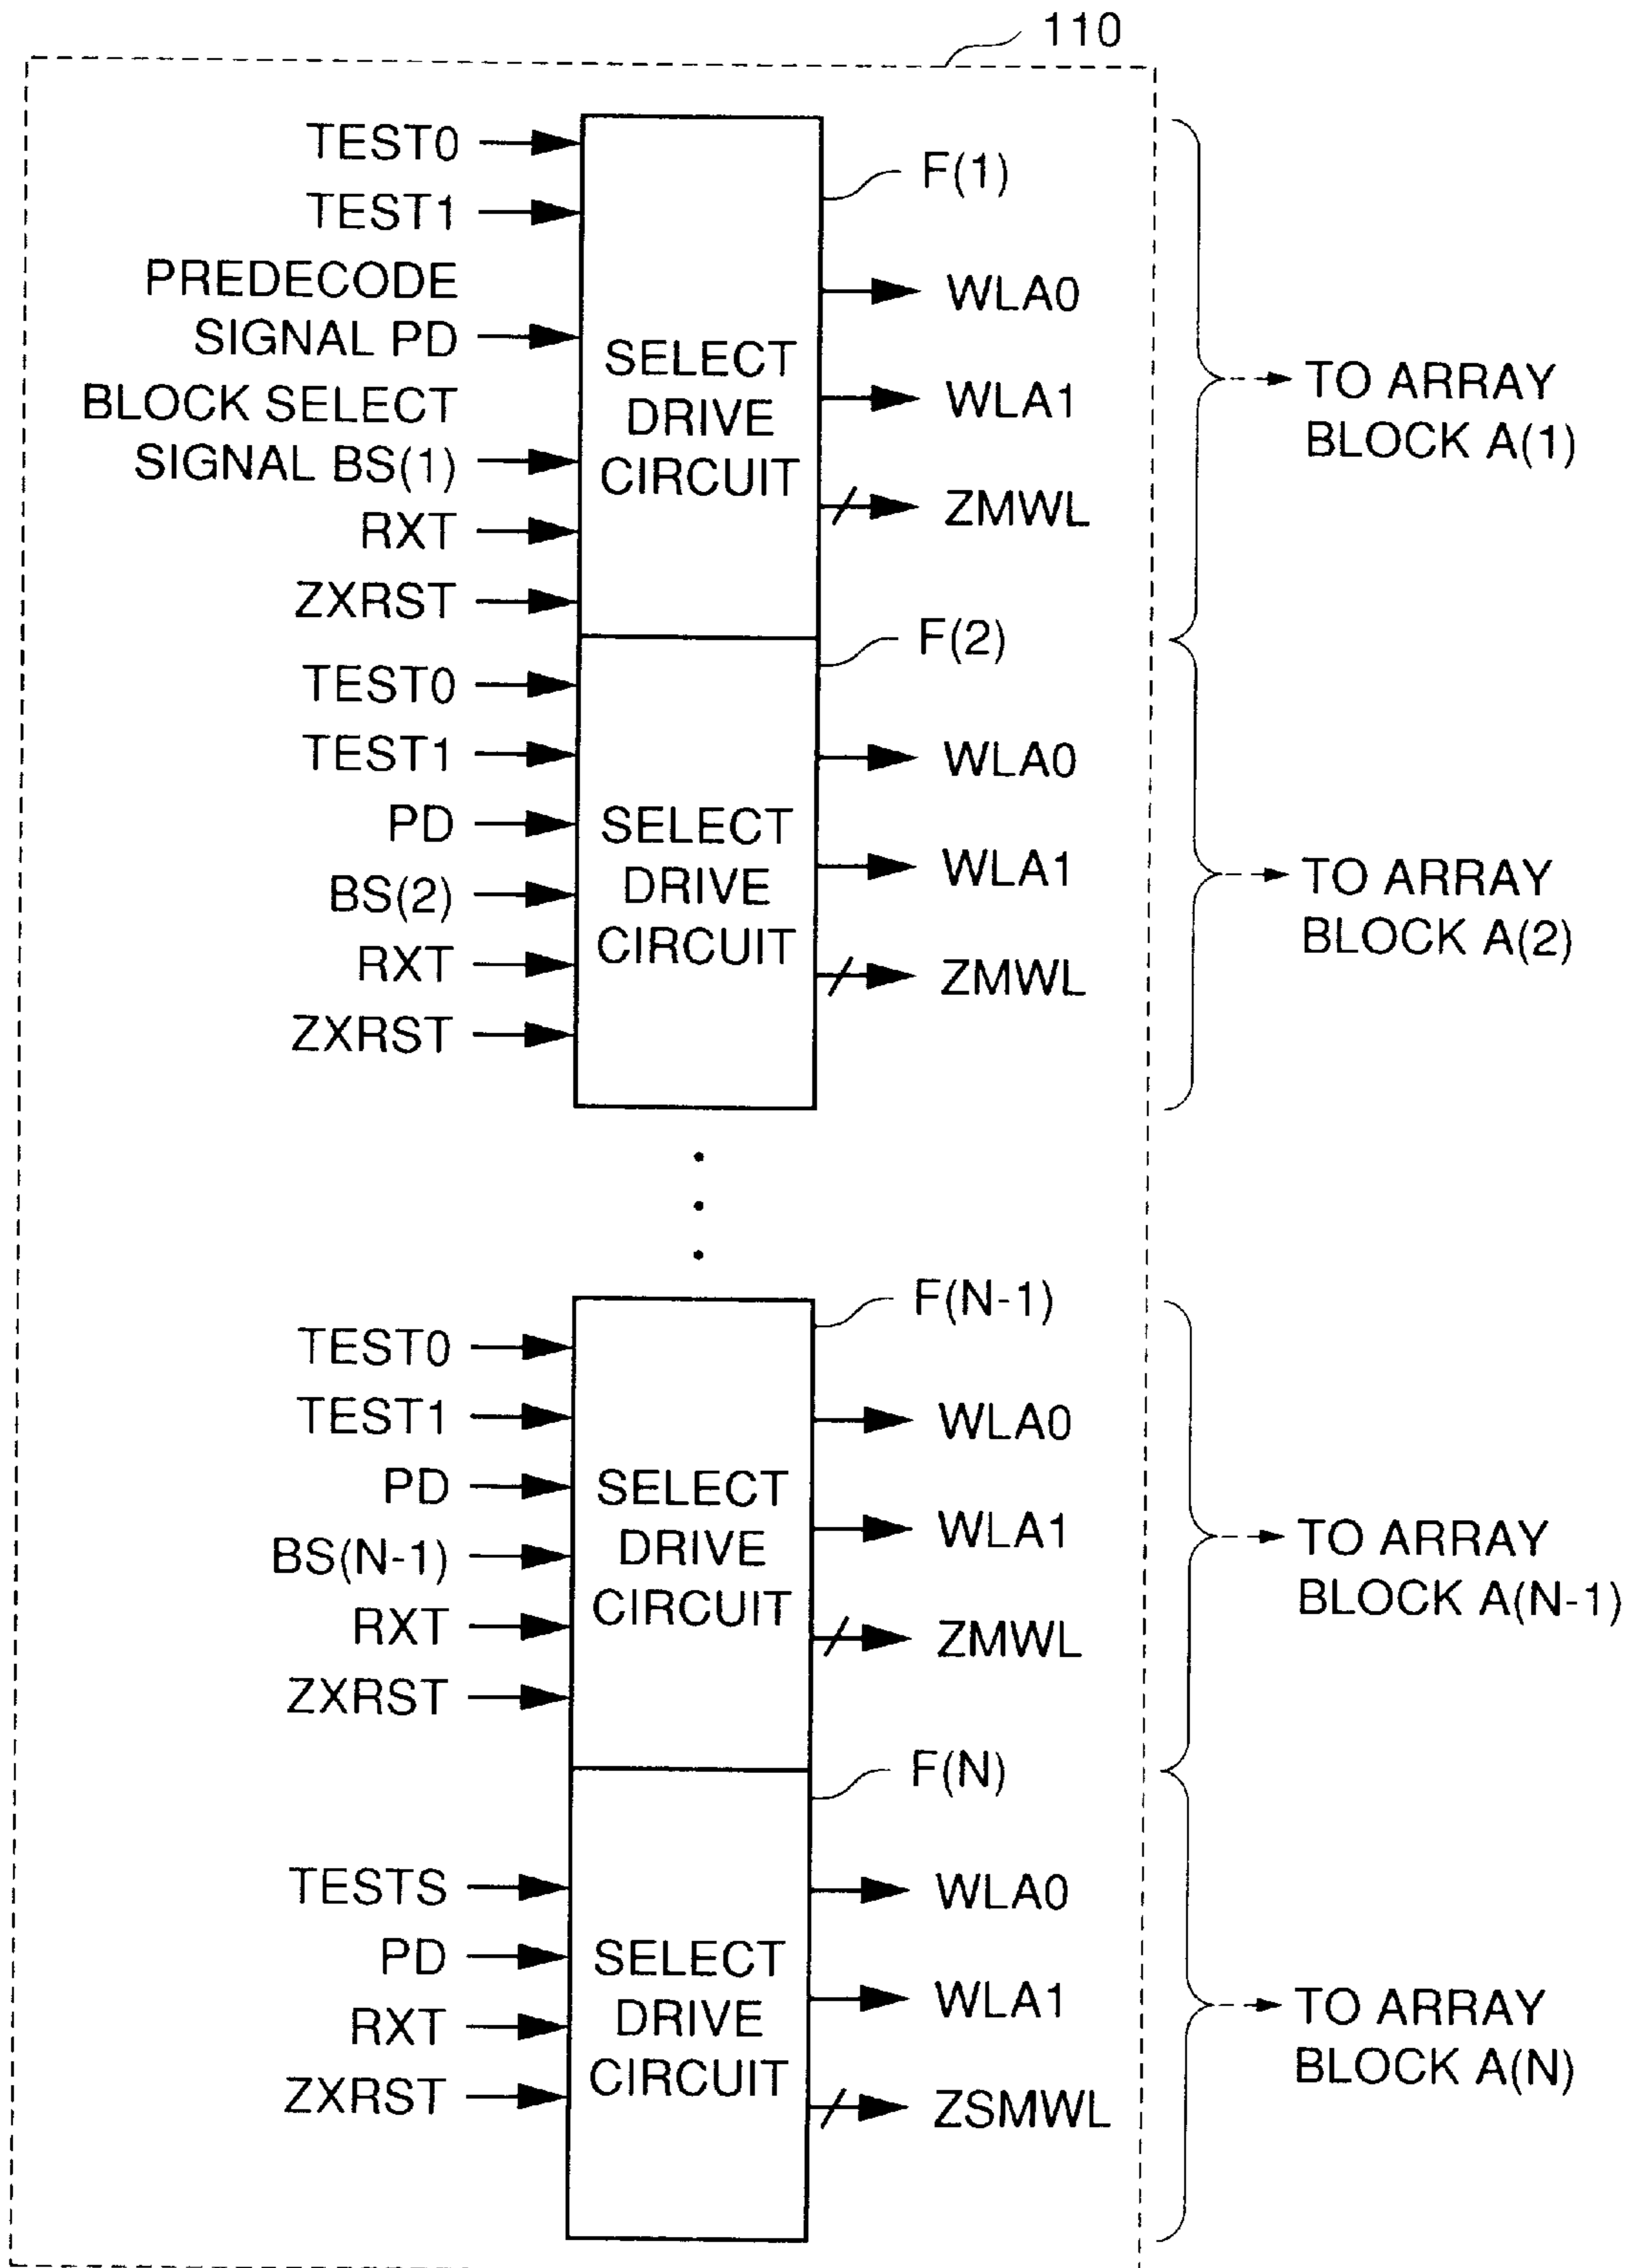 110
TEST0
TEST1
PREDECODE
SIGNAL PD
BLOCK SELECT
SIGNAL BS(1)
RXT
ZXRST
SELECT
DRIVE
CIRCUIT
F(1)
WLA0
WLA1
ZMWL
TO ARRAY
BLOCK A(1)
TEST0
TEST1
PD
BS(2)
RXT
ZXRST
SELECT
DRIVE
CIRCUIT
F(2)
WLA0
WLA1
ZMWL
TO ARRAY
BLOCK A(2)
TEST0
TEST1
PD
BS(N-1)
RXT
ZXRST
SELECT
DRIVE
CIRCUIT
F(N-1)
WLA0
WLA1
ZMWL
TO ARRAY
BLOCK A(N-1)
TESTS
PD
RXT
ZXRST
SELECT
DRIVE
CIRCUIT
F(N)
WLA0
WLA1
ZSMWL
TO ARRAY
BLOCK A(N)